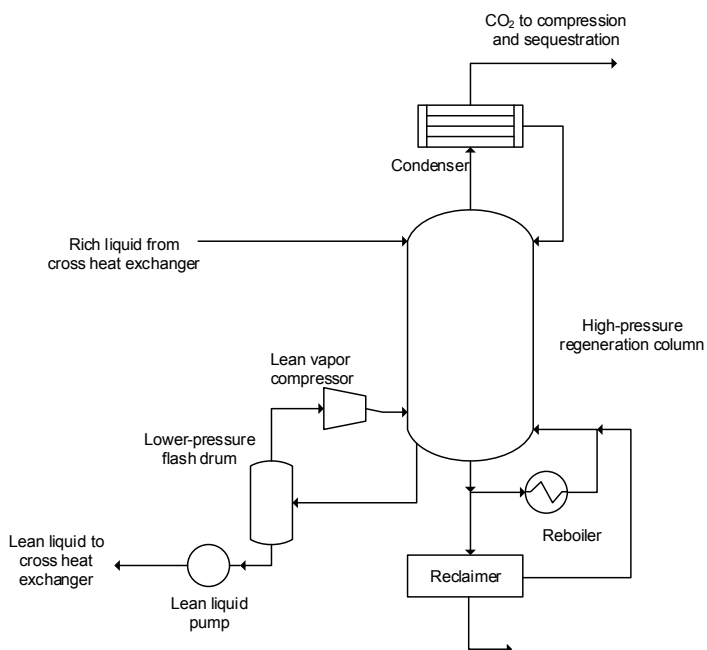 CO₂ to compression
and sequestration
Condenser
Rich liquid from
cross heat exchanger
High-pressure
regeneration column
Lean vapor
compressor
Lower-pressure
flash drum
Lean liquid to
cross heat
exchanger
Reboiler
Reclaimer
Lean liquid
pump